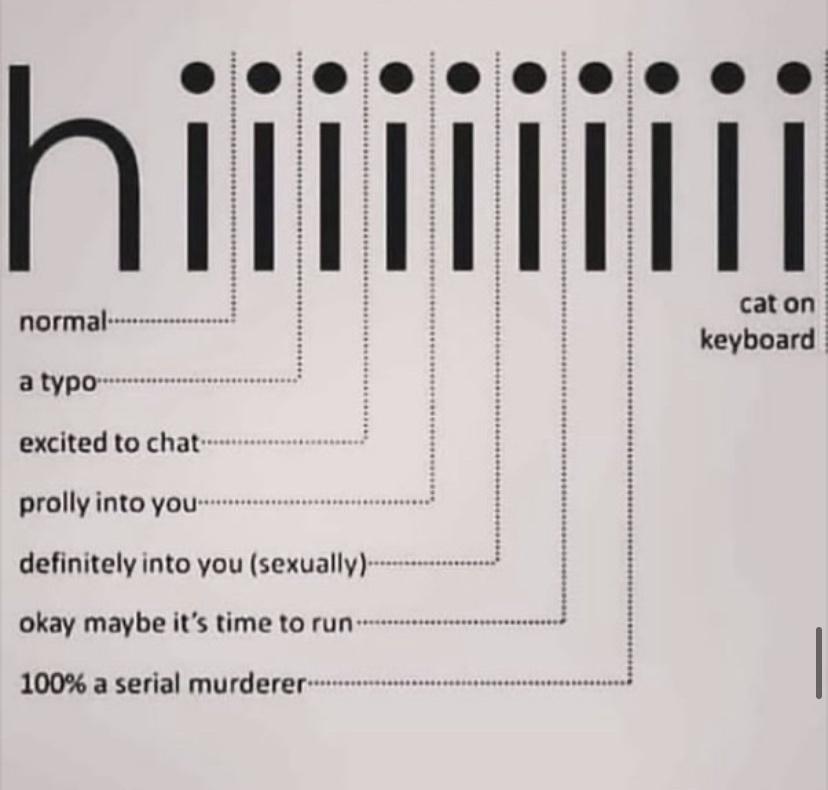 hiiiiiiiiii
normal
a typo
excited to chat
prolly into you
definitely into you (sexually)
okay maybe it's time to run
100% a serial murderer
cat on
keyboard